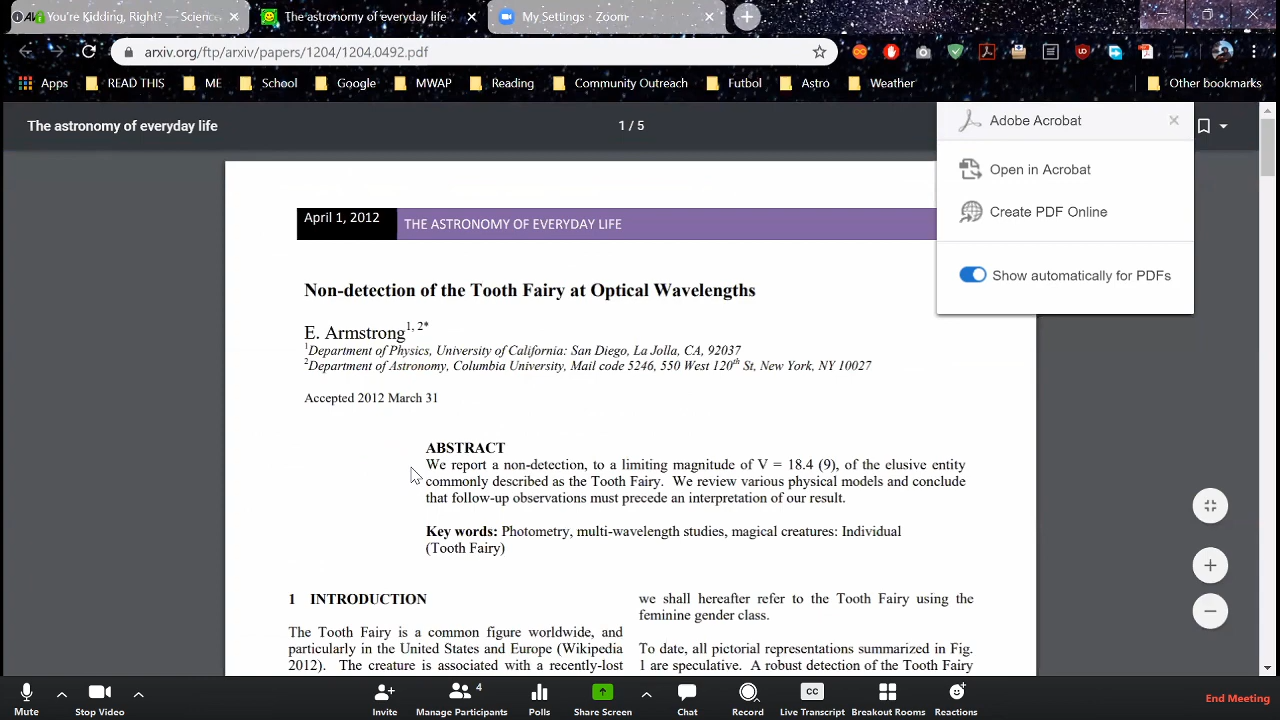 You're Kidding, Right? — Science
The astronomy of everyday life
My Settings - Zoom
arxiv.org/ftp/arxiv/papers/1204/1204.0492.pdf
Apps READ THIS ME School Google MWAP Reading Community Outreach Futbol Astro Weather Other bookmarks
The astronomy of everyday life
1 / 5
Adobe Acrobat
Open in Acrobat
Create PDF Online
Show automatically for PDFs
April 1, 2012 THE ASTRONOMY OF EVERYDAY LIFE
Non-detection of the Tooth Fairy at Optical Wavelengths
E. Armstrong1, 2*
1Department of Physics, University of California: San Diego, La Jolla, CA, 92037
2Department of Astronomy, Columbia University, Mail code 5246, 550 West 120th St, New York, NY 10027
Accepted 2012 March 31
ABSTRACT
We report a non-detection, to a limiting magnitude of V = 18.4 (9), of the elusive entity
commonly described as the Tooth Fairy. We review various physical models and conclude
that follow-up observations must precede an interpretation of our result.
Key words: Photometry, multi-wavelength studies, magical creatures: Individual
(Tooth Fairy)
1 INTRODUCTION
The Tooth Fairy is a common figure worldwide, and
particularly in the United States and Europe (Wikipedia
2012). The creature is associated with a recently-lost
we shall hereafter refer to the Tooth Fairy using the
feminine gender class.
To date, all pictorial representations summarized in Fig.
1 are speculative. A robust detection of the Tooth Fairy
Mute
Stop Video
Invite
4
Manage Participants
Polls
Share Screen
Chat
Record
CC
Live Transcript
Breakout Rooms
Reactions
End Meeting